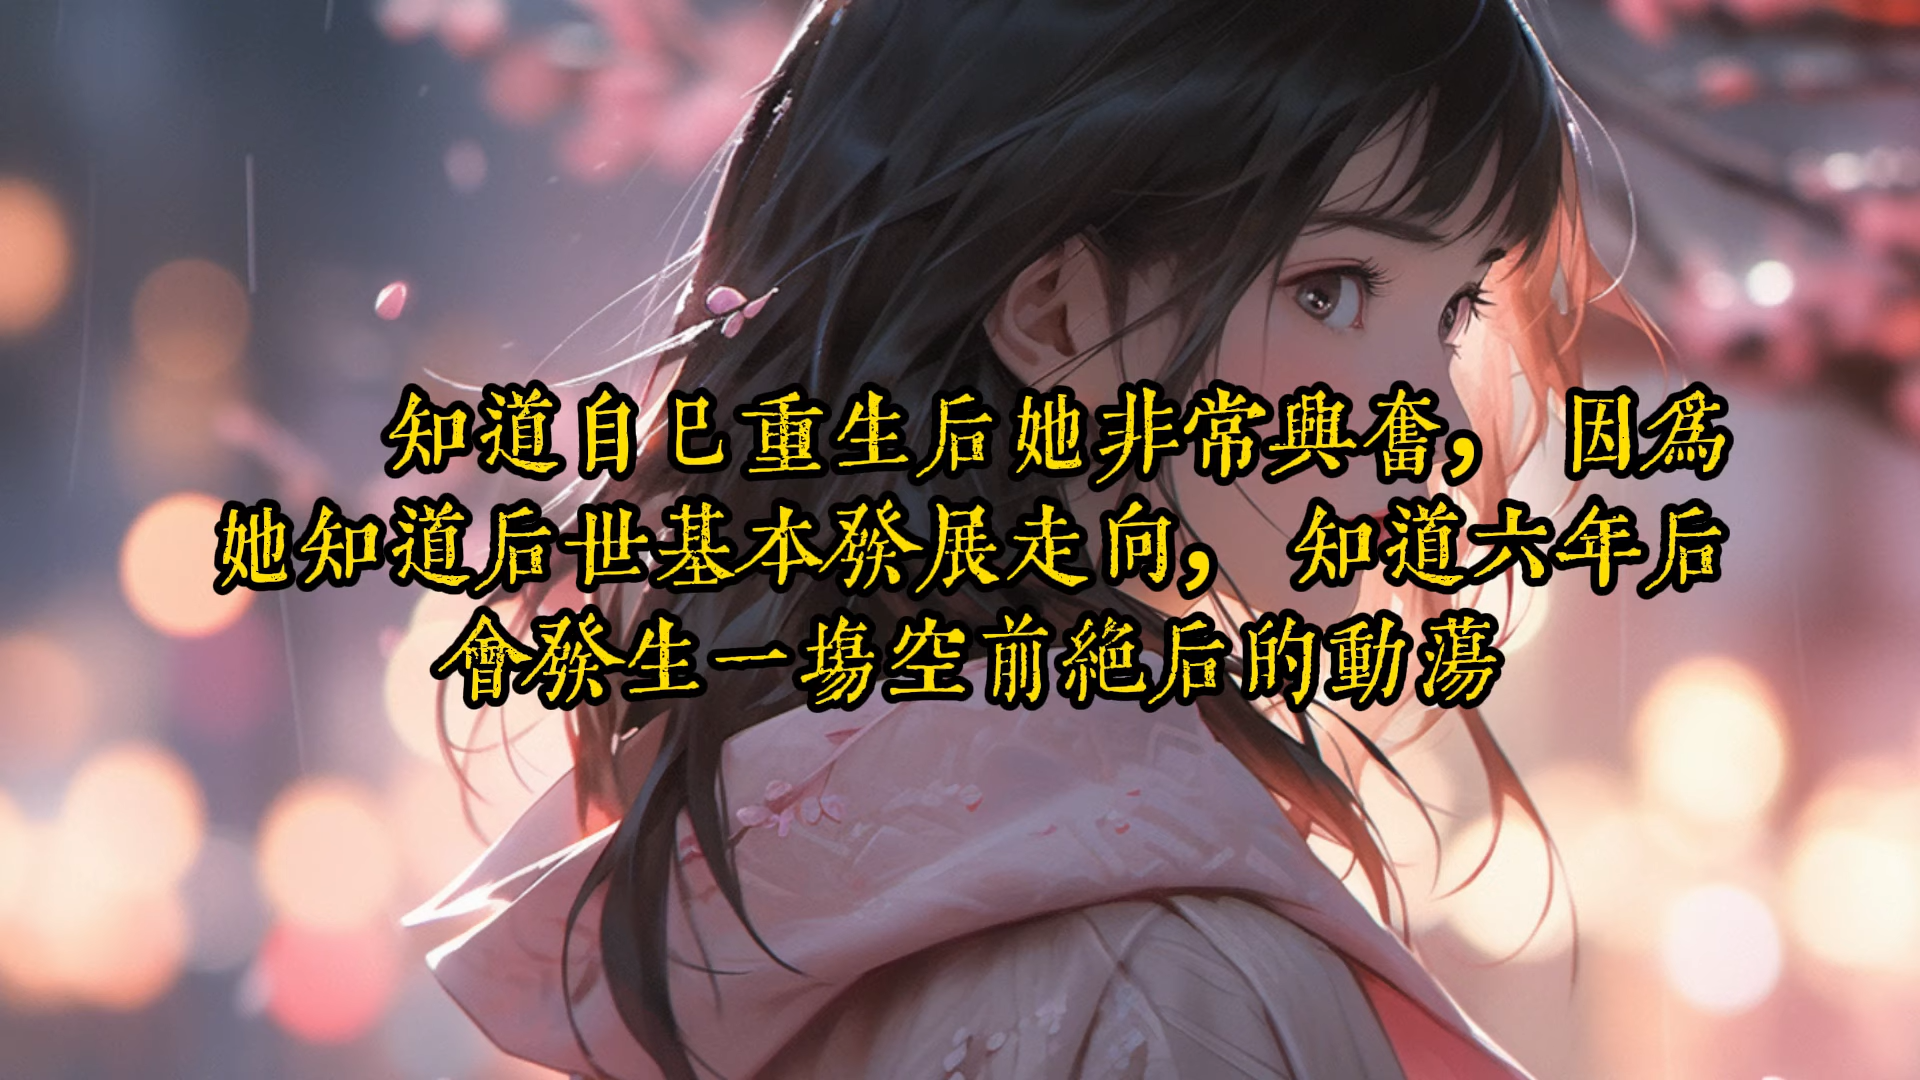 知道自己重生后她非常興奮，因為
她知道后世基本發展走向，知道六年后
會發生一場空前絕后的動蕩